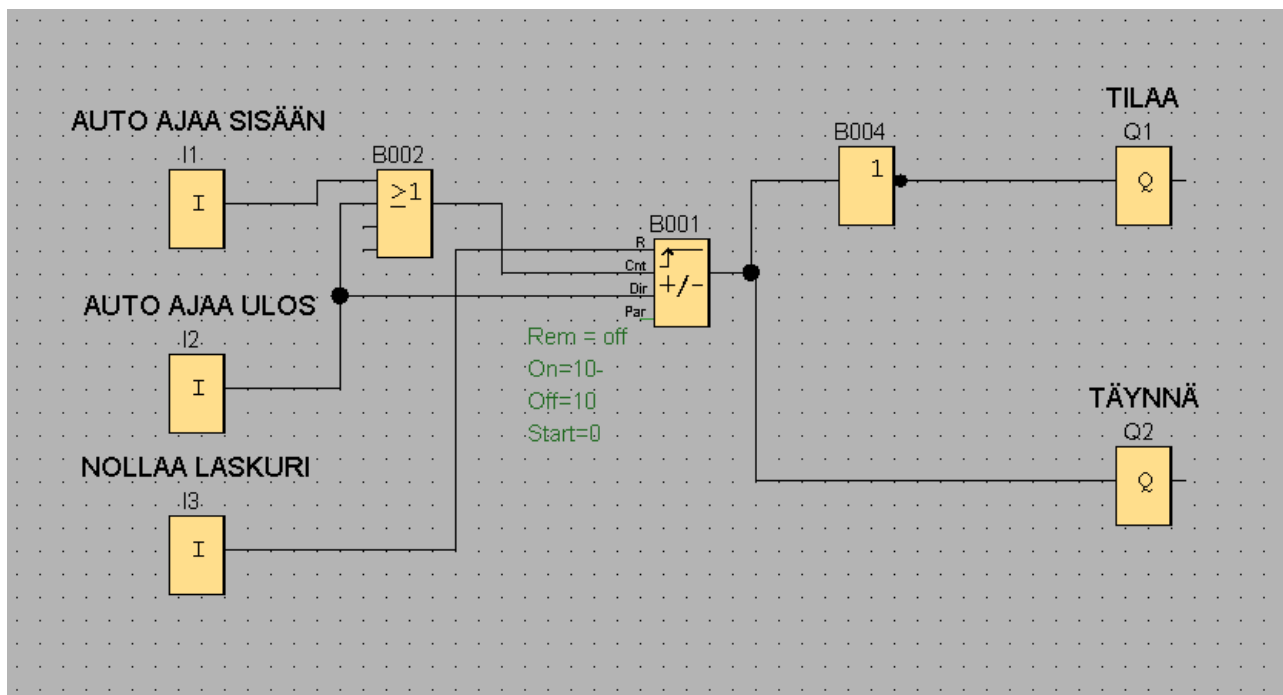 AUTO AJAA SISÄÄN
I1
I
B002
≥1
AUTO AJAA ULOS
I2
I
NOLLAA LASKURI
I3
I
B001
R
Cnt
Dir
Par
+/-
Rem = off
On=10-
Off=10
Start=0
B004
1
TILAA
Q1
Q
TÄYNNÄ
Q2
Q